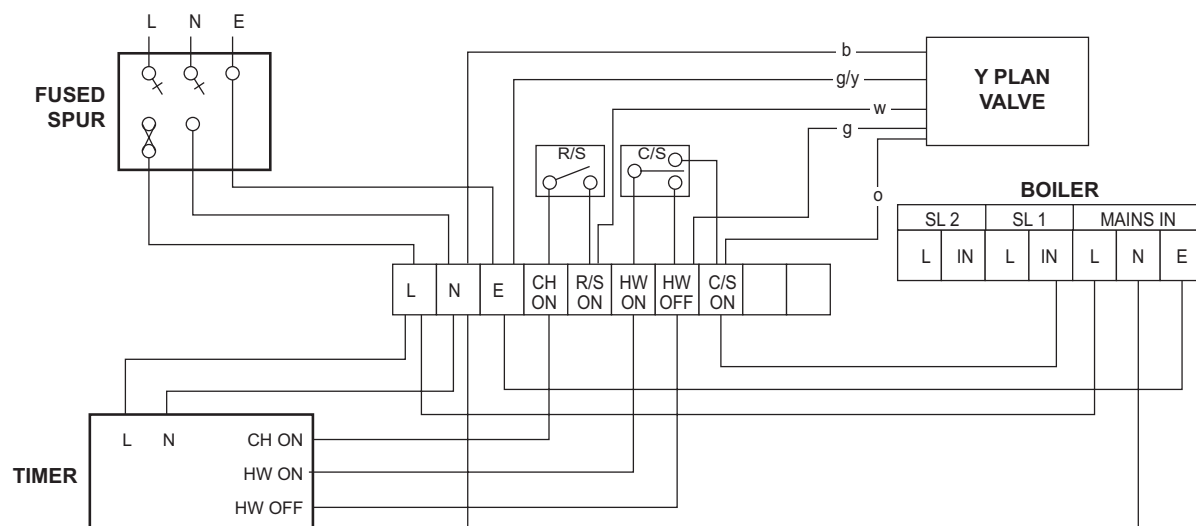 L N E
FUSED
SPUR
b
g/y
w
g
o
Y PLAN
VALVE
R/S
C/S
BOILER
SL 2 SL 1 MAINS IN
L IN L IN L N E
L N E CH ON R/S ON HW ON HW OFF C/S ON
TIMER
L N
CH ON
HW ON
HW OFF